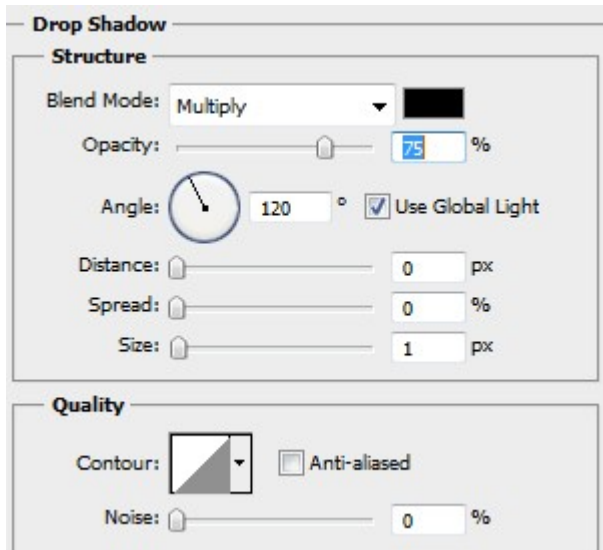 Drop Shadow
Structure
Blend Mode: Multiply
Opacity: 75 %
Angle: 120 ° Use Global Light
Distance: 0 px
Spread: 0 %
Size: 1 px
Quality
Contour: Anti-aliased
Noise: 0 %